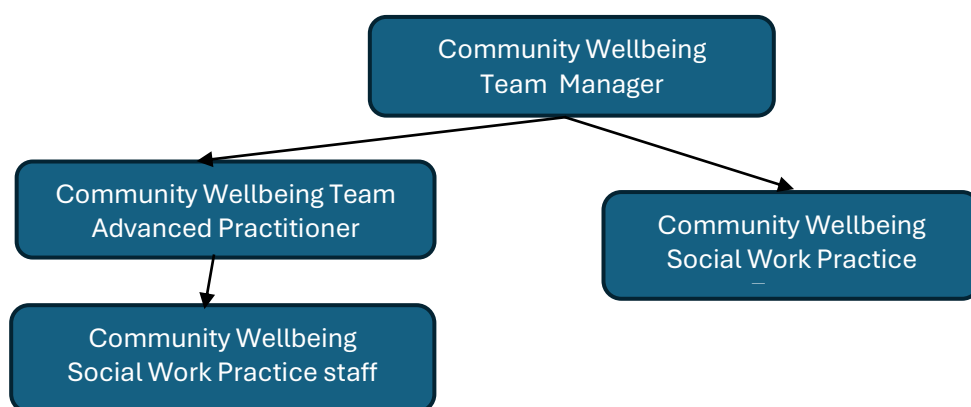 Community Wellbeing
Team Manager
Community Wellbeing Team
Advanced Practitioner
Community Wellbeing
Social Work Practice
Community Wellbeing
Social Work Practice staff